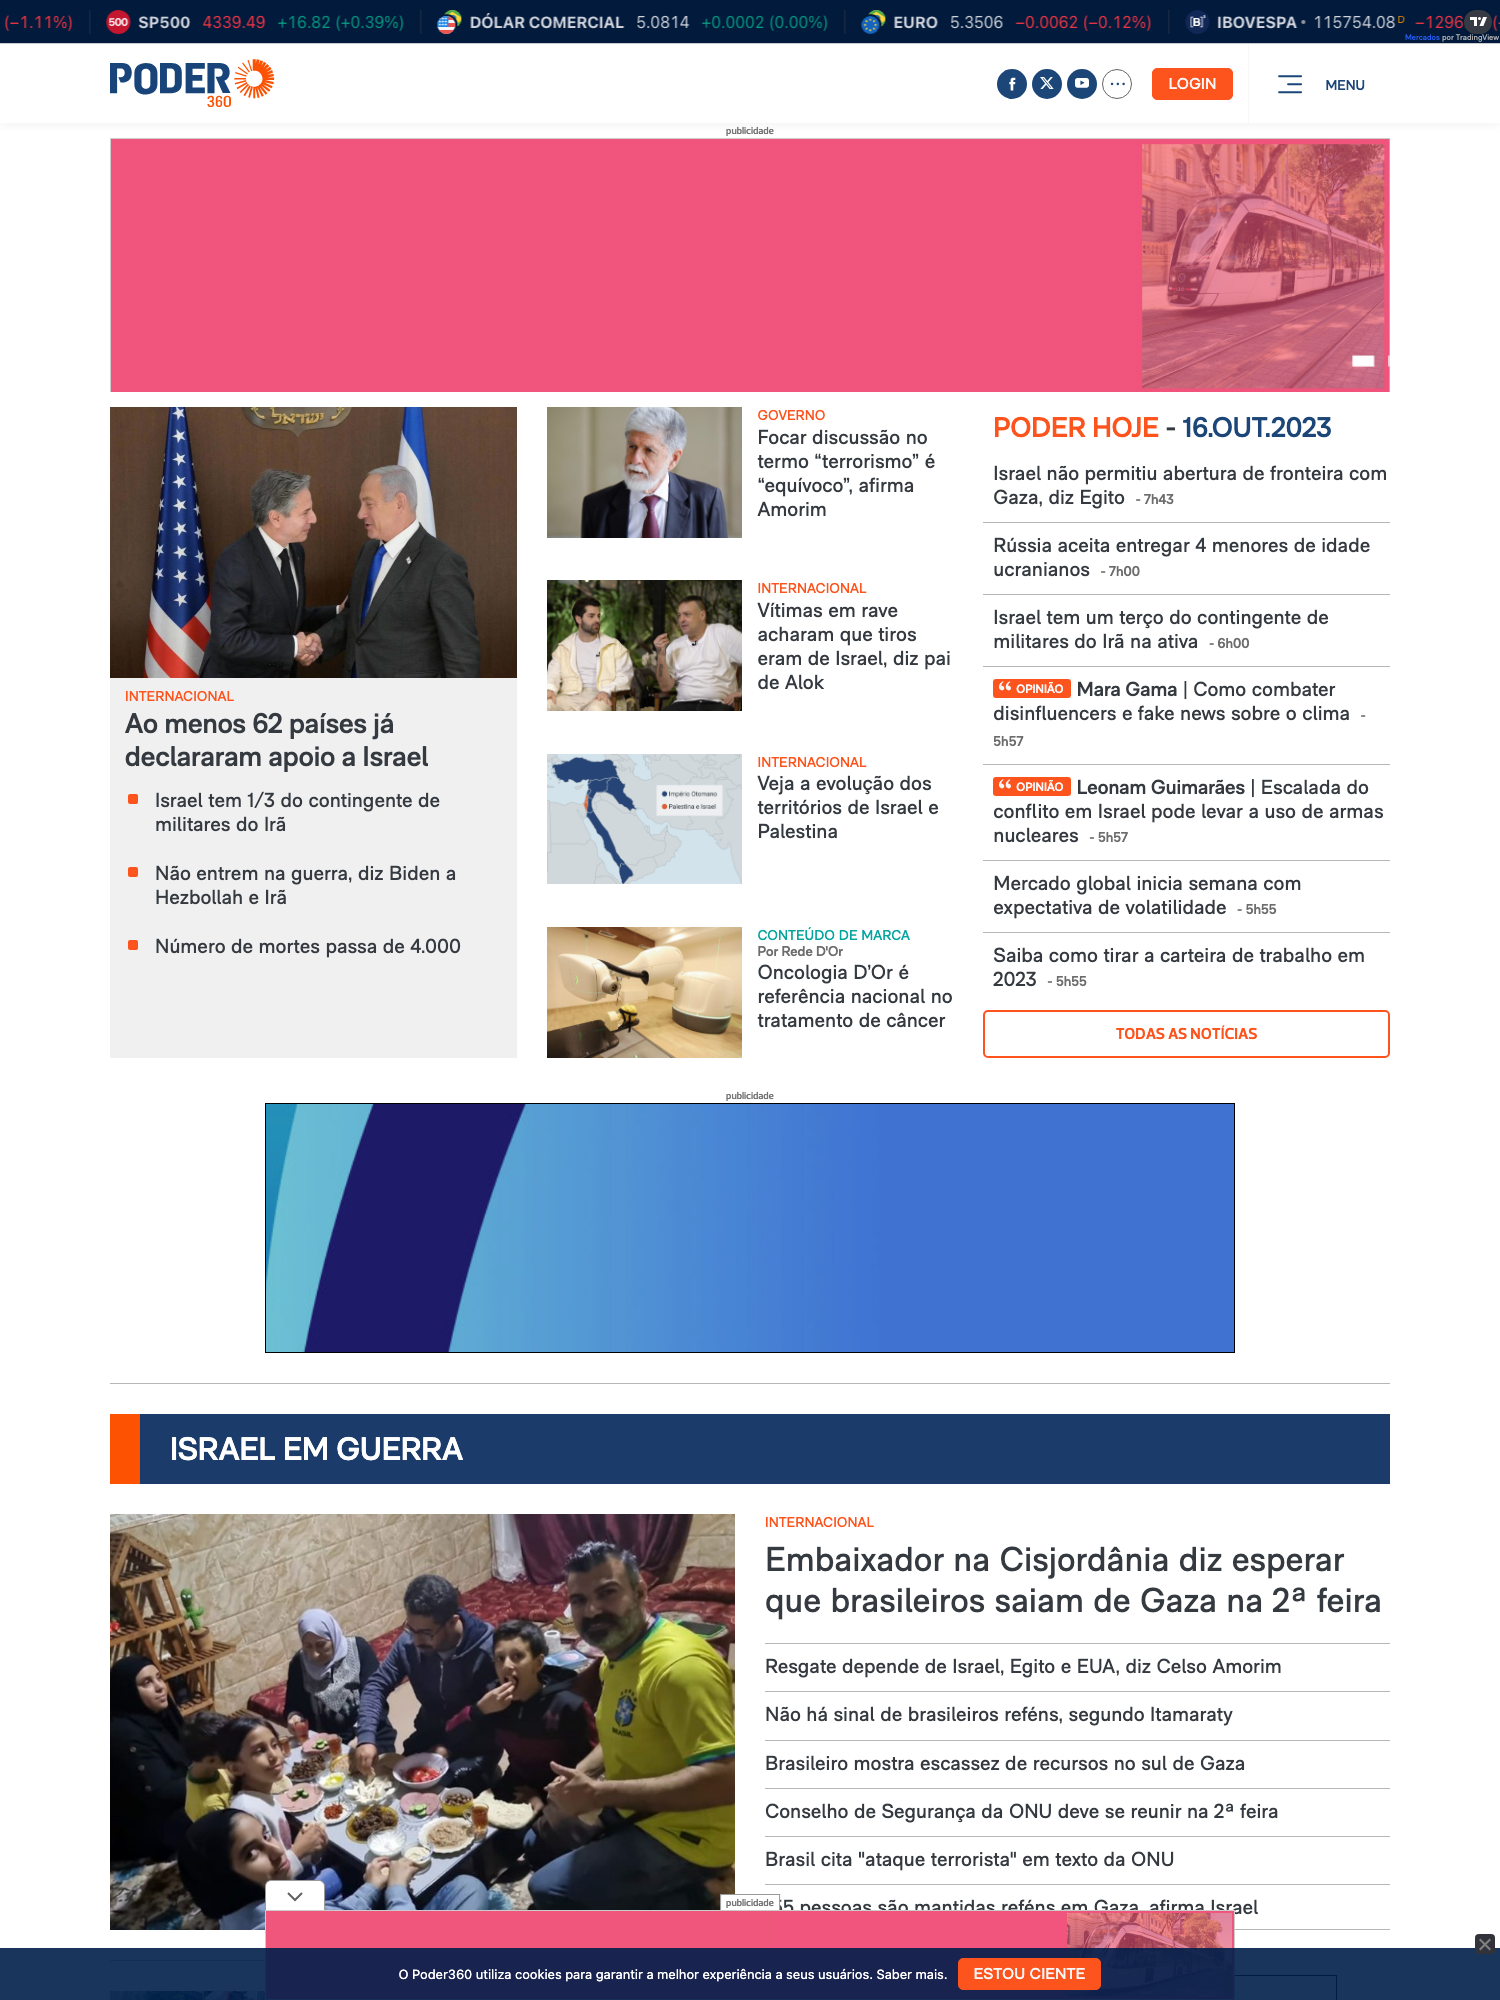 (−1.11%) SP500 4339.49 +16.82 (+0.39%) DÓLAR COMERCIAL 5.0814 +0.0002 (0.00%) EURO 5.3506 −0.0062 (−0.12%) IBOVESPA 115754.08 D −1296
Mercados por TradingView
PODER
360
LOGIN
MENU
publicidade
INTERNACIONAL
Ao menos 62 países já
declararam apoio a Israel
Israel tem 1/3 do contingente de
militares do Irã
Não entrem na guerra, diz Biden a
Hezbollah e Irã
Número de mortes passa de 4.000
GOVERNO
Focar discussão no
termo “terrorismo” é
“equívoco”, afirma
Amorim
INTERNACIONAL
Vítimas em rave
acharam que tiros
eram de Israel, diz pai
de Alok
Império Otomano
Palestina e Israel
INTERNACIONAL
Veja a evolução dos
territórios de Israel e
Palestina
CONTEÚDO DE MARCA
Por Rede D'Or
Oncologia D’Or é
referência nacional no
tratamento de câncer
PODER HOJE - 16.OUT.2023
Israel não permitiu abertura de fronteira com
Gaza, diz Egito - 7h43
Rússia aceita entregar 4 menores de idade
ucranianos - 7h00
Israel tem um terço do contingente de
militares do Irã na ativa - 6h00
OPINIÃO Mara Gama | Como combater
disinfluencers e fake news sobre o clima -
5h57
OPINIÃO Leonam Guimarães | Escalada do
conflito em Israel pode levar a uso de armas
nucleares - 5h57
Mercado global inicia semana com
expectativa de volatilidade - 5h55
Saiba como tirar a carteira de trabalho em
2023 - 5h55
TODAS AS NOTÍCIAS
publicidade
ISRAEL EM GUERRA
INTERNACIONAL
Embaixador na Cisjordânia diz esperar
que brasileiros saiam de Gaza na 2ª feira
Resgate depende de Israel, Egito e EUA, diz Celso Amorim
Não há sinal de brasileiros reféns, segundo Itamaraty
Brasileiro mostra escassez de recursos no sul de Gaza
Conselho de Segurança da ONU deve se reunir na 2ª feira
Brasil cita "ataque terrorista" em texto da ONU
pessoas são mantidas reféns em Gaza, afirma Israel
publicidade
O Poder360 utiliza cookies para garantir a melhor experiência a seus usuários. Saber mais.
ESTOU CIENTE